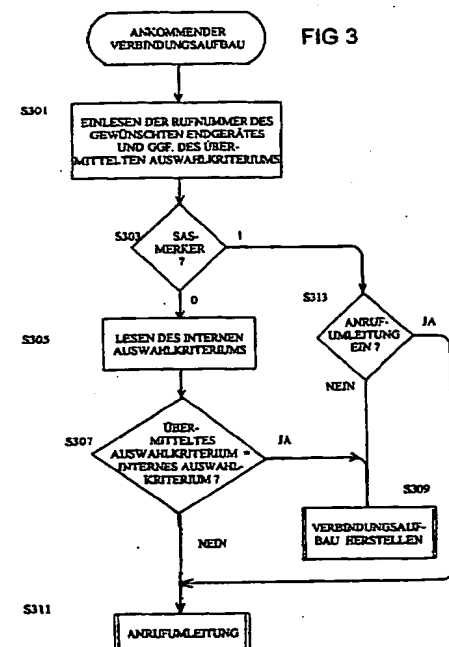 ANKOMMENDER
VERBINDUNGSAUFBAU
FIG 3
S301
EINLESEN DER RUFNUMMER DES
GEWÜNSCHTEN ENDGERÄTES
UND GGF. DES ÜBER-
MITTELTEN AUSWAHLKRITERIUMS
S303
SAS-
MERKER
?
1
0
S313
ANRUF-
UMLEITUNG
EIN ?
JA
NEIN
S305
LESEN DES INTERNEN
AUSWAHLKRITERIUMS
S307
ÜBER-
MITTELTES
AUSWAHLKRITERIUM =
INTERNES AUSWAHL-
KRITERIUM ?
JA
NEIN
S309
VERBINDUNGSAUF-
BAU HERSTELLEN
S311
ANRUFUMLEITUNG